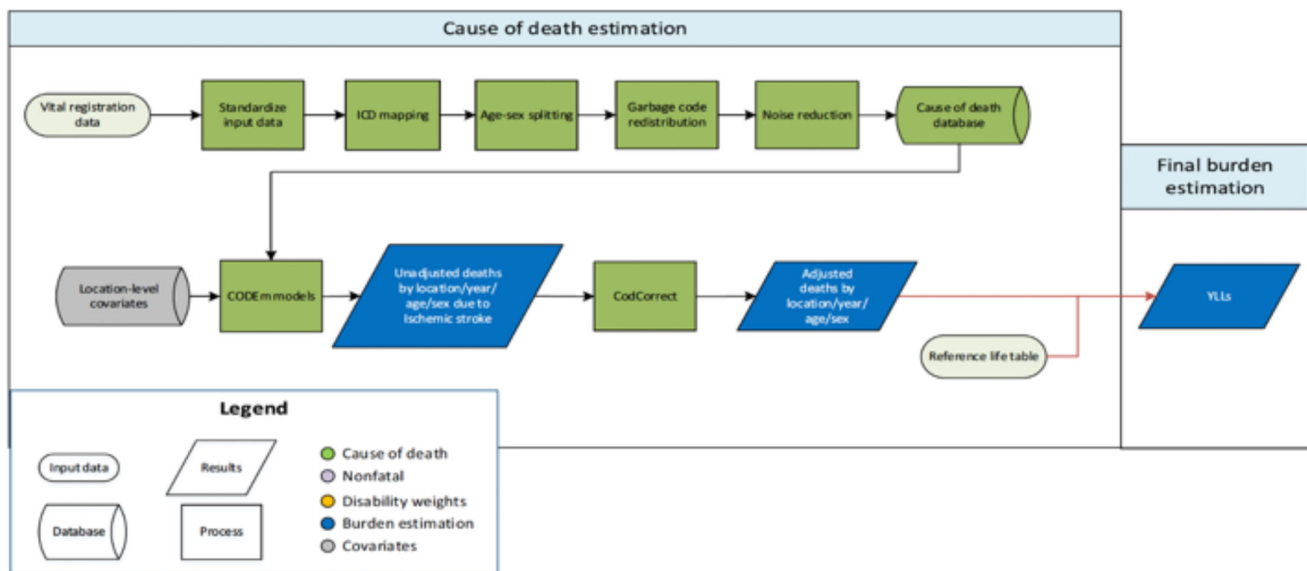 Cause of death estimation
Vital registration
data
Standardize
input data
ICD mapping
Age-sex splitting
Garbage code
redistribution
Noise reduction
Cause of death
database
Final burden
estimation
Location-level
covariates
CODEm models
Unadjusted deaths
by location/year/
age/sex due to
Ischemic stroke
CodCorrect
Adjusted
deaths by
location/year/
age/sex
YLLs
Reference life table
Legend
Input data
Results
Database
Process
Cause of death
Nonfatal
Disability weights
Burden estimation
Covariates